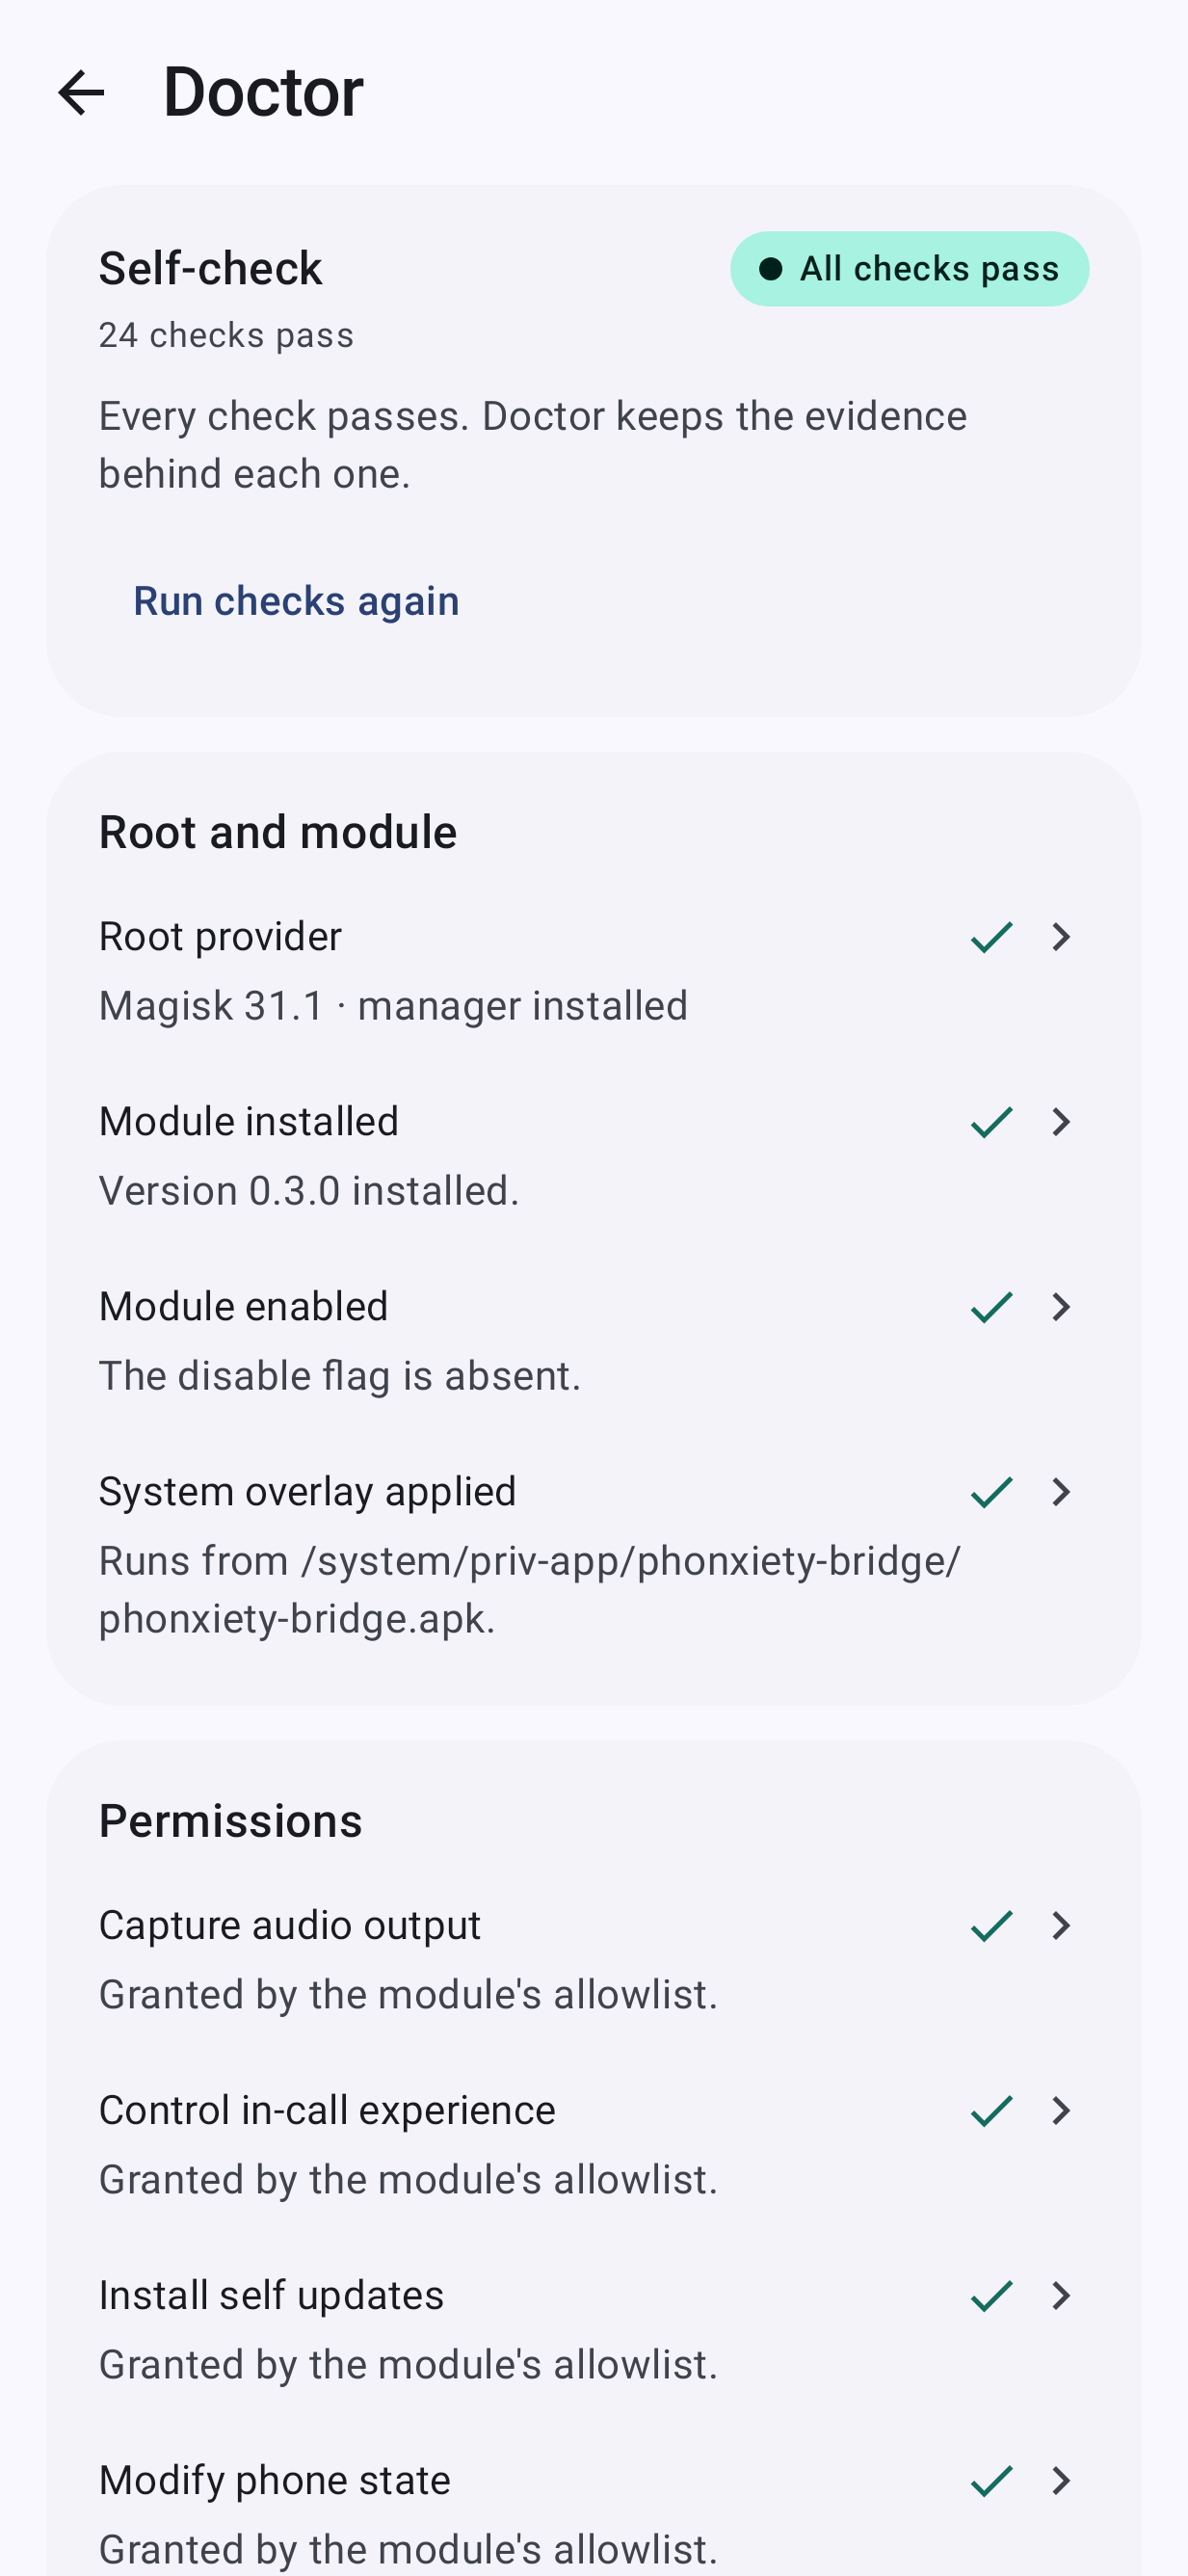 Doctor
Self-check
All checks pass
24 checks pass
Every check passes. Doctor keeps the evidence
behind each one.
Run checks again
Root and module
Root provider
Magisk 31.1 · manager installed
Module installed
Version 0.3.0 installed.
Module enabled
The disable flag is absent.
System overlay applied
Runs from /system/priv-app/phonxiety-bridge/
phonxiety-bridge.apk.
Permissions
Capture audio output
Granted by the module's allowlist.
Control in-call experience
Granted by the module's allowlist.
Install self updates
Granted by the module's allowlist.
Modify phone state
Granted by the module's allowlist.